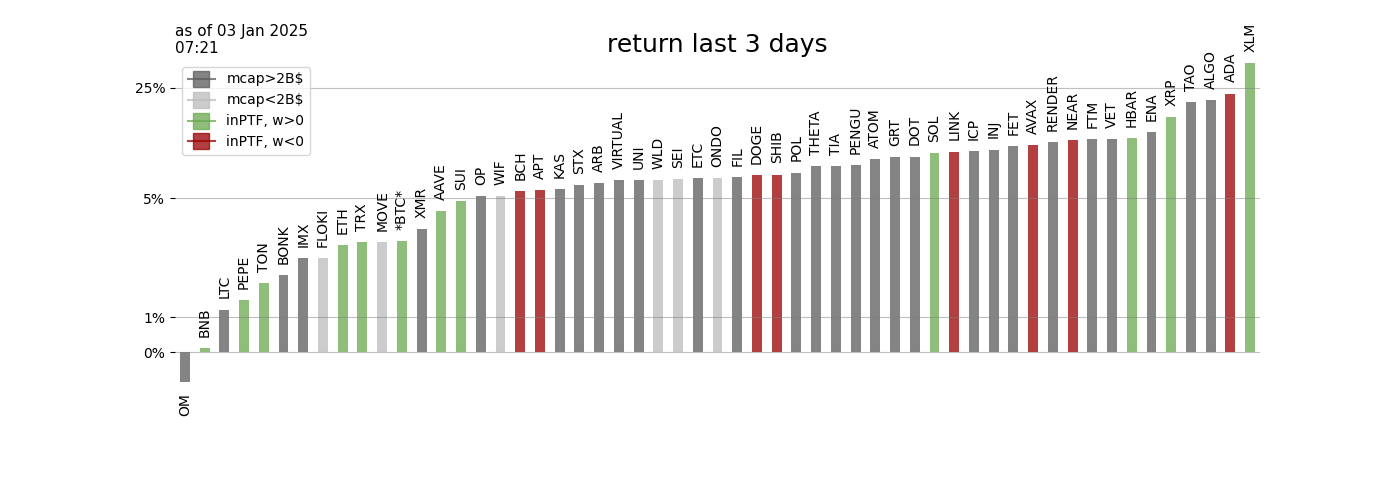 as of 03 Jan 2025
07:21
return last 3 days
mcap>2B$
mcap<2B$
inPTF, w>0
inPTF, w<0
25%
5%
1%
0%
OM
BNB
LTC
PEPE
TON
BONK
IMX
FLOKI
ETH
TRX
MOVE
*BTC*
XMR
AAVE
SUI
OP
WIF
BCH
APT
KAS
STX
ARB
VIRTUAL
UNI
WLD
SEI
ETC
ONDO
FIL
DOGE
SHIB
POL
THETA
TIA
PENGU
ATOM
GRT
DOT
SOL
LINK
ICP
INJ
FET
AVAX
RENDER
NEAR
FTM
VET
HBAR
ENA
XRP
TAO
ALGO
ADA
XLM